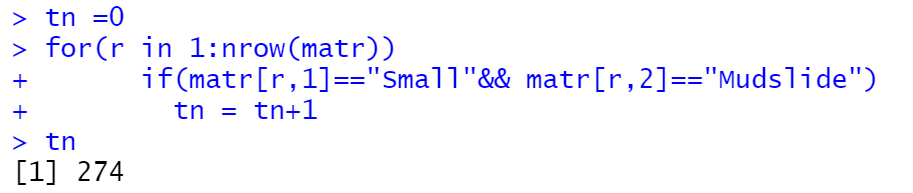 > tn =0
> for(r in 1:nrow(matr))
+       if(matr[r,1]=="Small"&& matr[r,2]=="Mudslide")
+         tn = tn+1
> tn
[1] 274